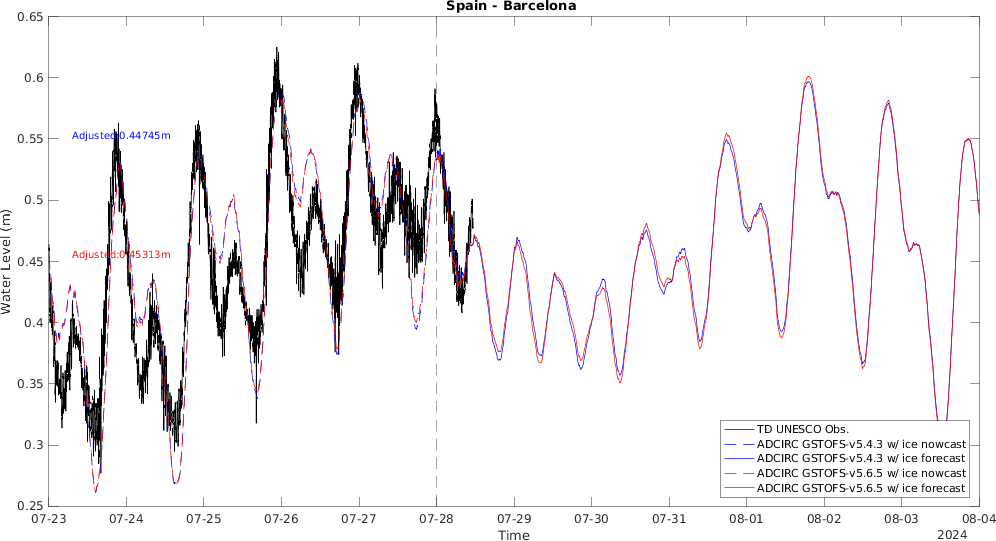 Spain - Barcelona
0.65
0.6
0.55
0.5
0.45
0.4
0.35
0.3
0.25
Water Level (m)
Adjusted:0.44745m
Adjusted:0.45313m
TD UNESCO Obs.
ADCIRC GSTOFS-v5.4.3 w/ ice nowcast
ADCIRC GSTOFS-v5.4.3 w/ ice forecast
ADCIRC GSTOFS-v5.6.5 w/ ice nowcast
ADCIRC GSTOFS-v5.6.5 w/ ice forecast
07-23 07-24 07-25 07-26 07-27 07-28 07-29 07-30 07-31 08-01 08-02 08-03 08-04
Time
2024